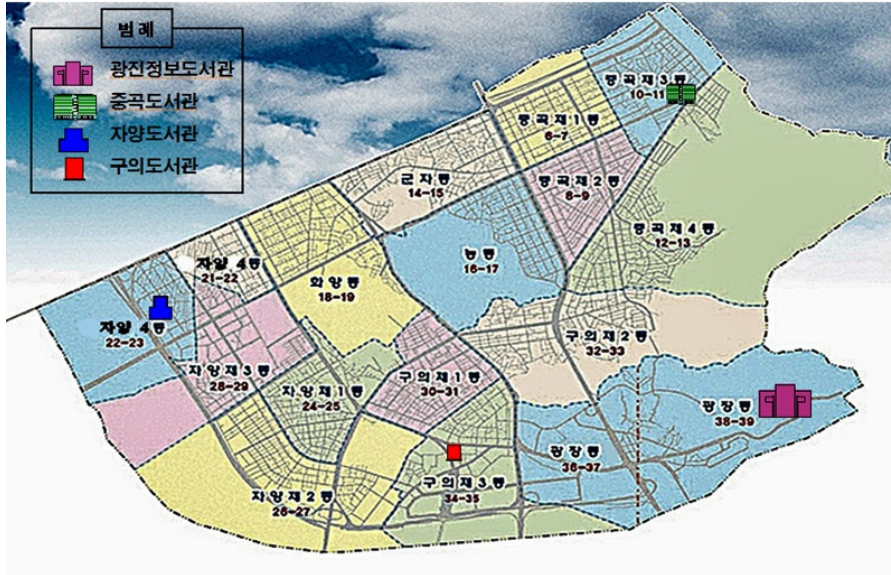 범 례
광진정보도서관
중곡도서관
자양도서관
구의도서관
중곡제3동
10-11
중곡제1동
6-7
군자동
14-15
중곡제2동
8-9
중곡제4동
12-13
능동
16-17
자양 4동
21-22
화양동
18-19
자양 4동
22-23
구의제2동
32-33
자양제3동
28-29
구의제1동
30-31
자양제1동
24-25
광장동
38-39
광장동
36-37
구의제3동
34-35
자양제2동
26-27